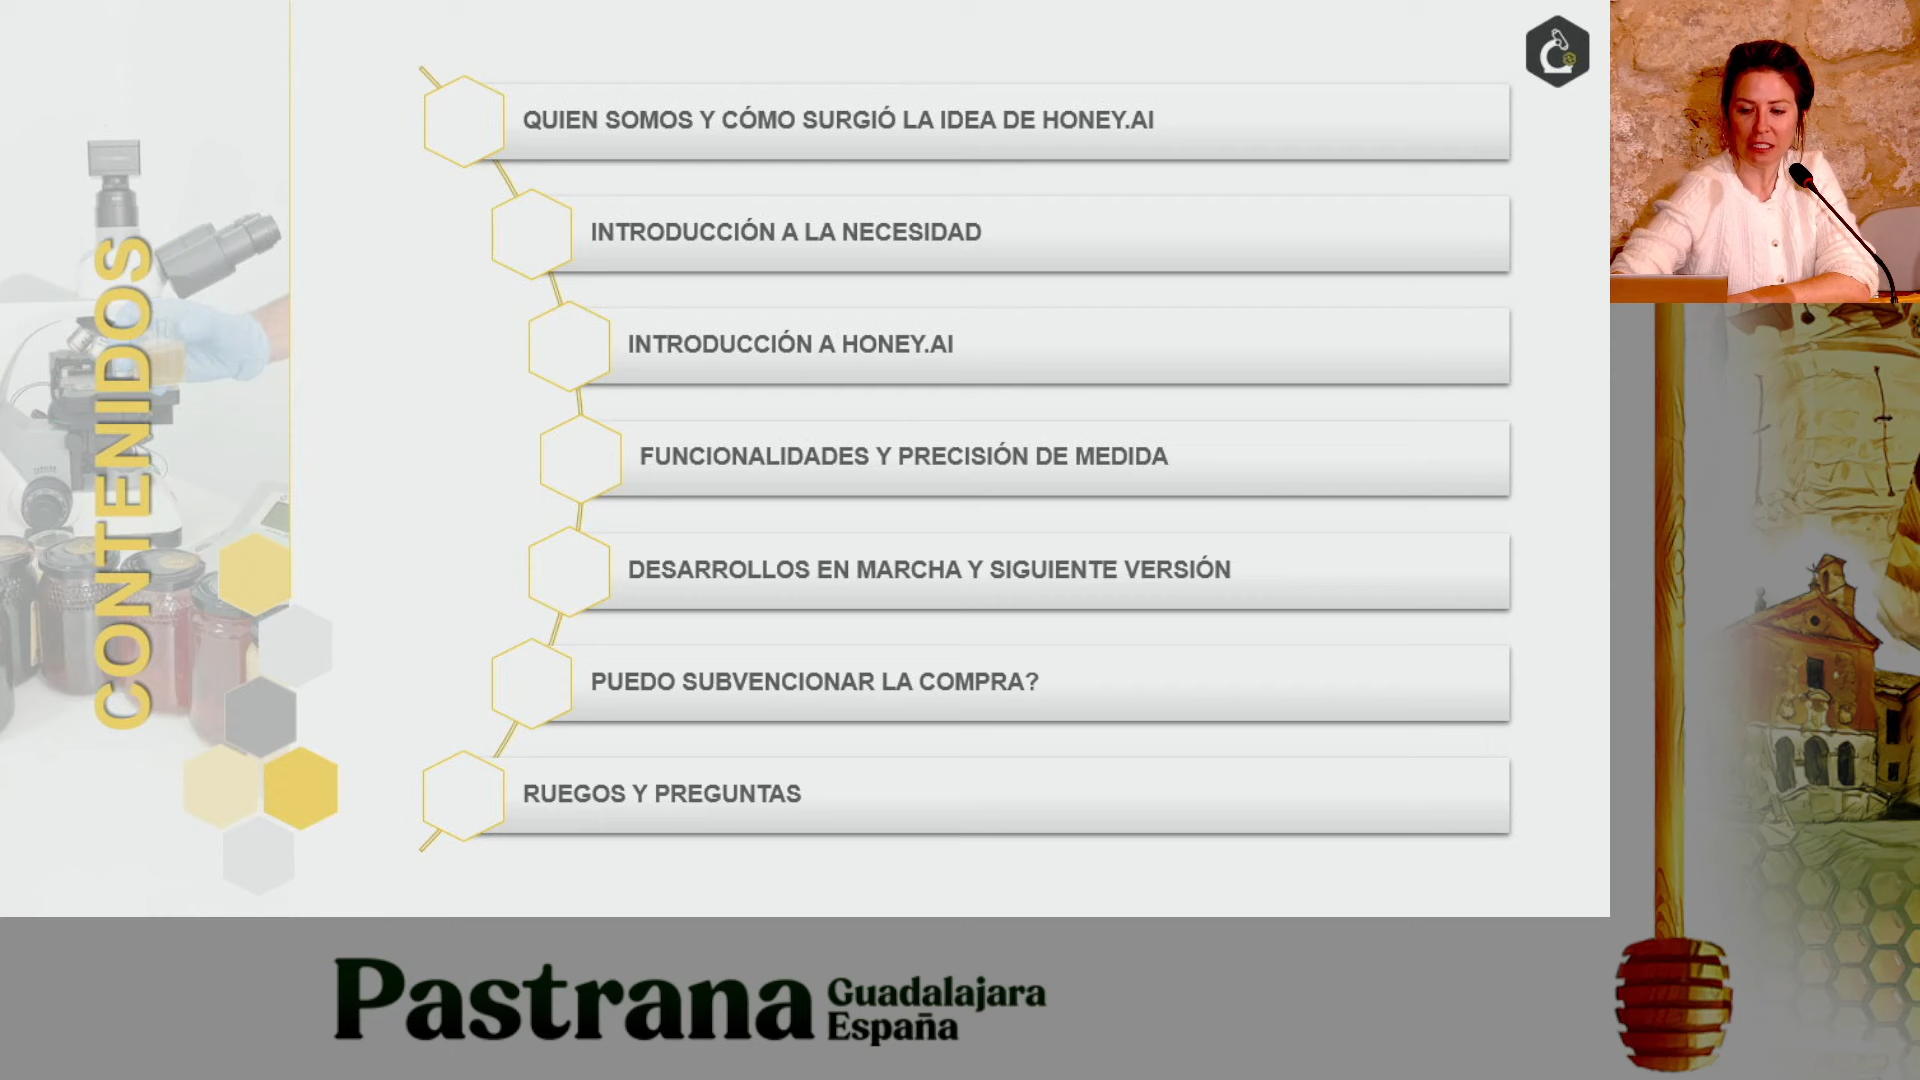 CONTENIDOS
QUIEN SOMOS Y CÓMO SURGIÓ LA IDEA DE HONEY.AI
INTRODUCCIÓN A LA NECESIDAD
INTRODUCCIÓN A HONEY.AI
FUNCIONALIDADES Y PRECISIÓN DE MEDIDA
DESARROLLOS EN MARCHA Y SIGUIENTE VERSIÓN
PUEDO SUBVENCIONAR LA COMPRA?
RUEGOS Y PREGUNTAS
Pastrana
Guadalajara
España